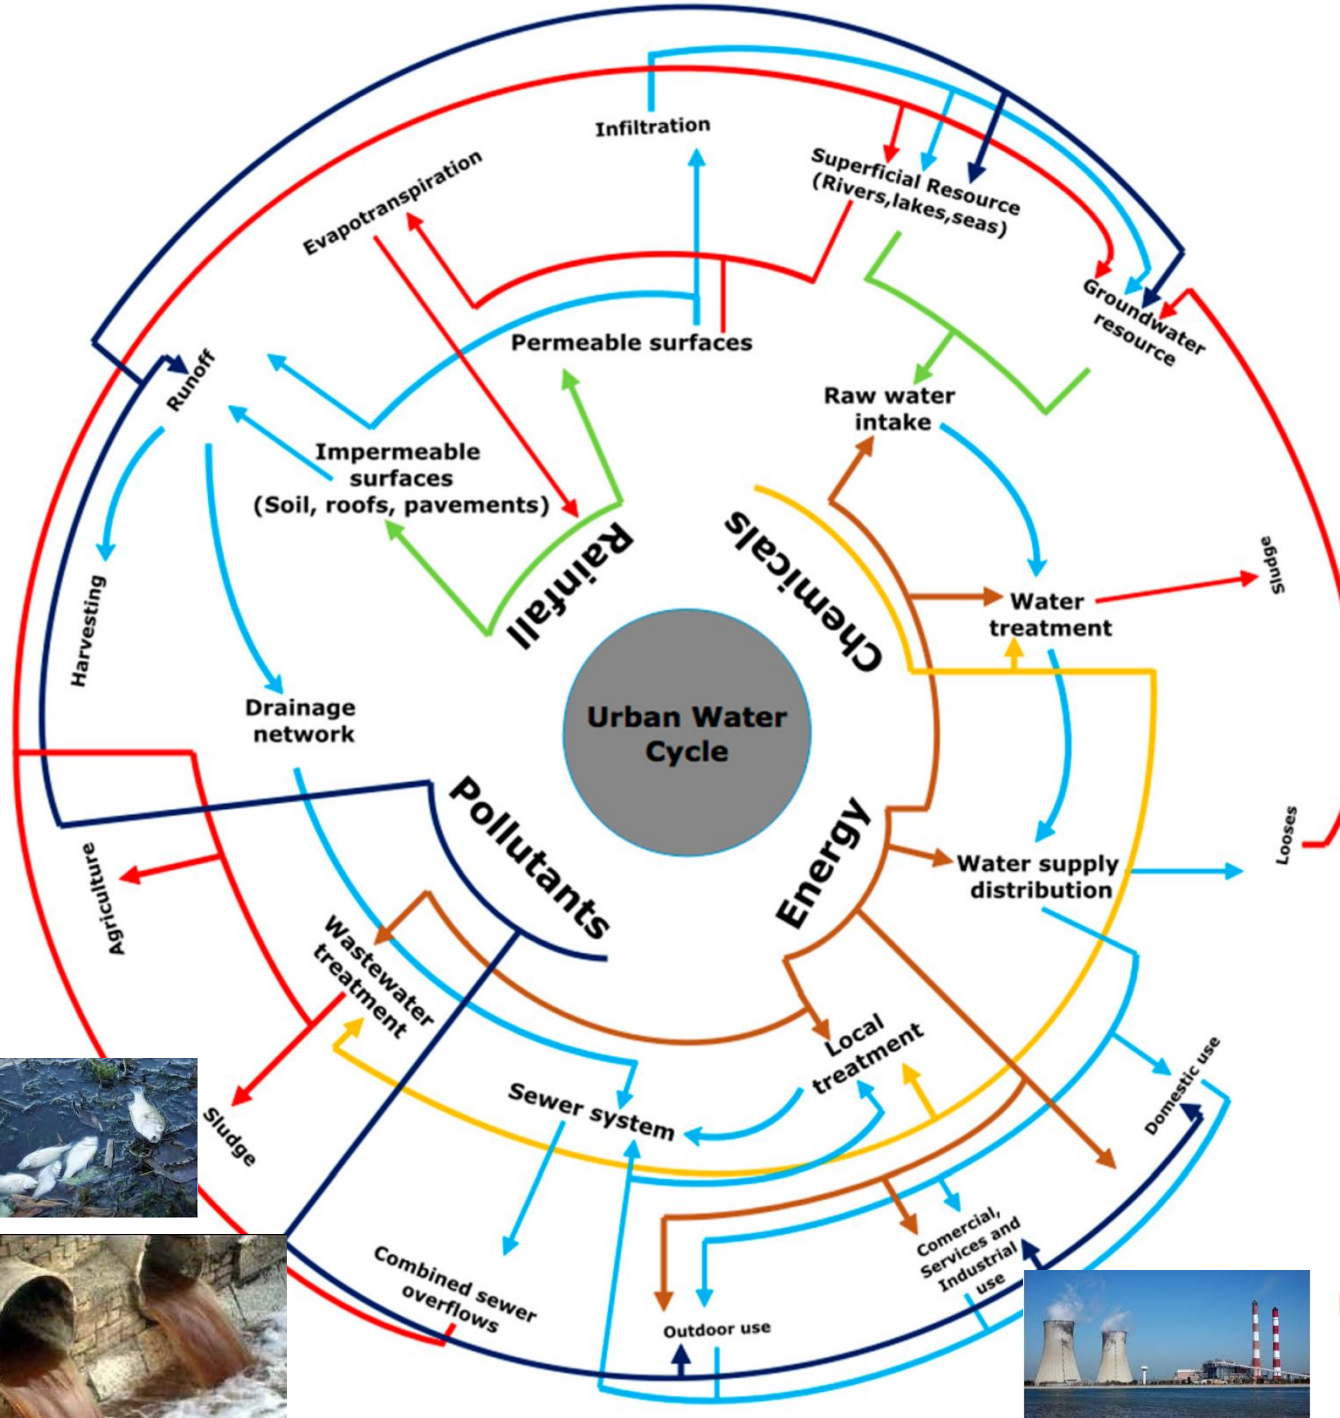 Infiltration
Evapotranspiration
Superficial Resource
(Rivers,lakes,seas)
Groundwater
resource
Permeable surfaces
Runoff
Raw water
intake
Impermeable
surfaces
(Soil, roofs, pavements)
Rainfall
Chemicals
Sludge
Water
treatment
Harvesting
Drainage
network
Urban Water
Cycle
Pollutants
Energy
Looses
Water supply
distribution
Agriculture
Wastewater
treatment
Local
treatment
Sewer system
Domestic use
Sludge
Combined sewer
overflows
Comercial,
Services and
Industrial
use
Outdoor use